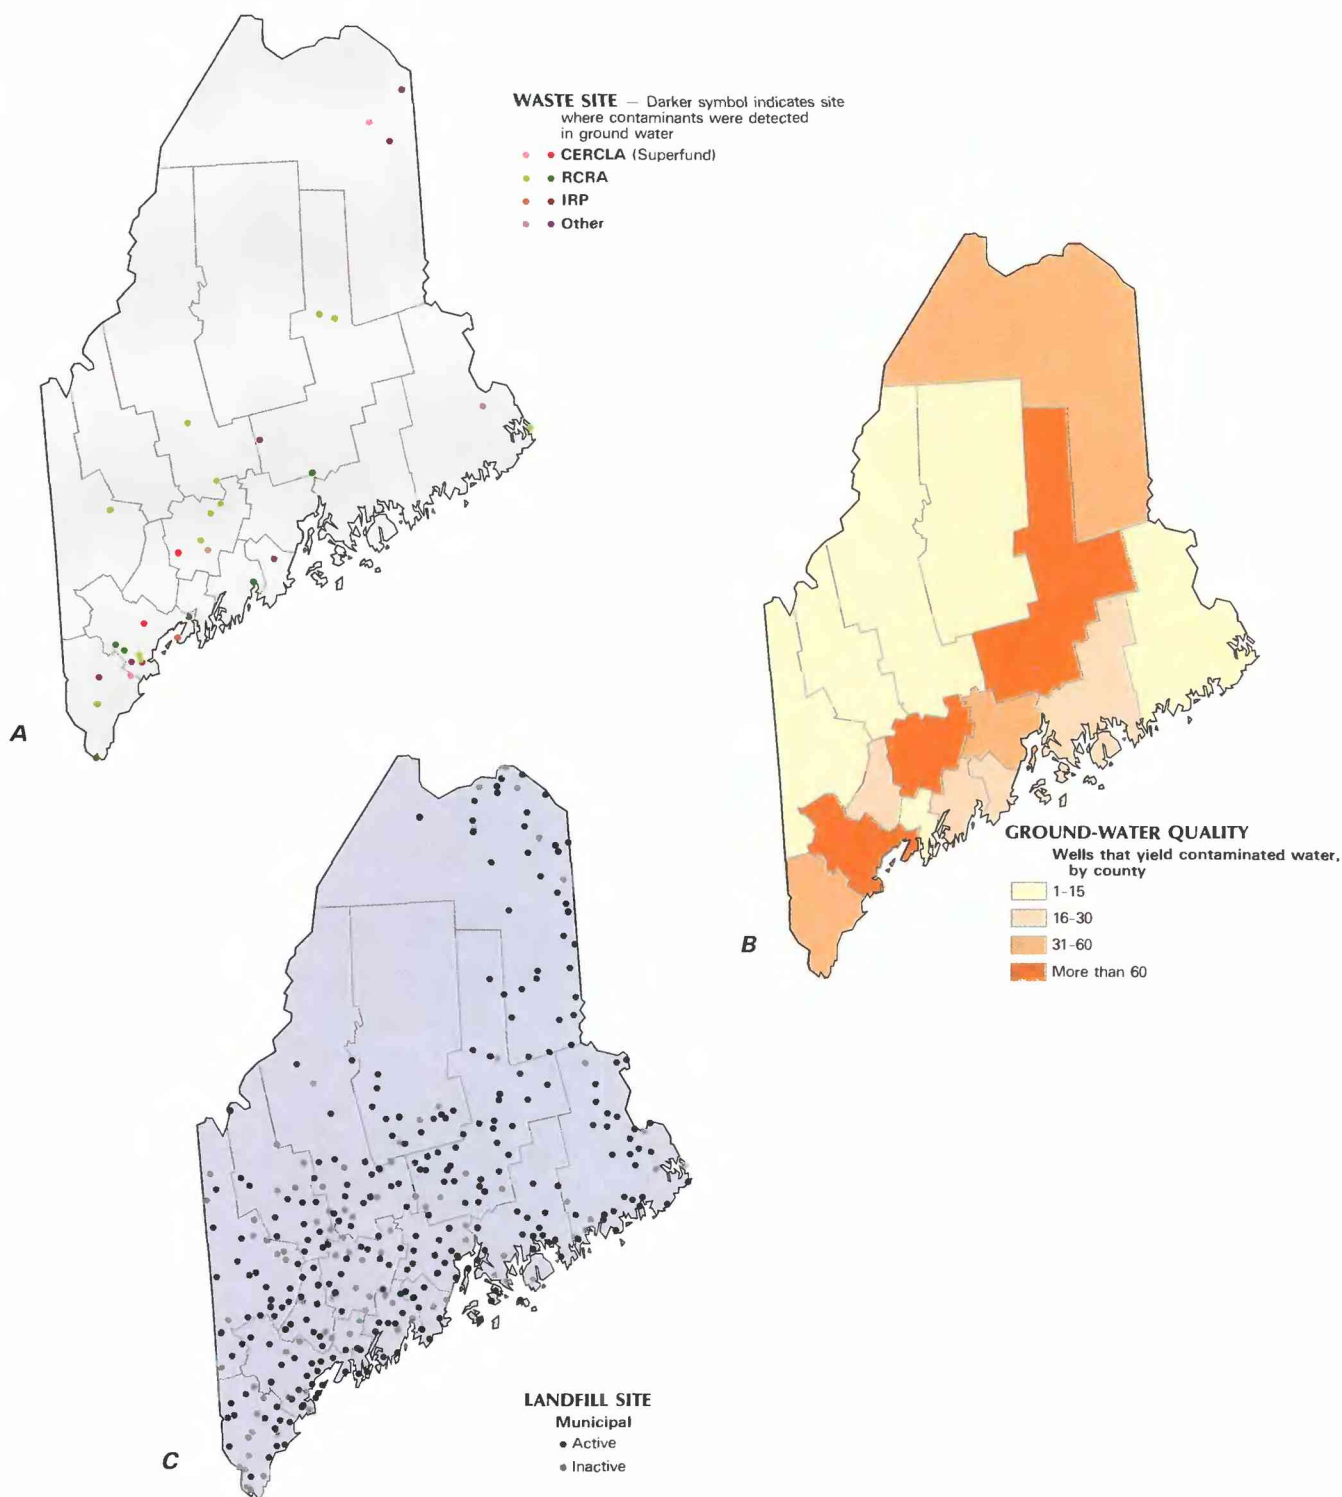 WASTE SITE — Darker symbol indicates site
where contaminants were detected
in ground water
CERCLA (Superfund)
RCRA
IRP
Other
A
GROUND-WATER QUALITY
Wells that yield contaminated water,
by county
1-15
16-30
31-60
More than 60
B
LANDFILL SITE
Municipal
Active
Inactive
C